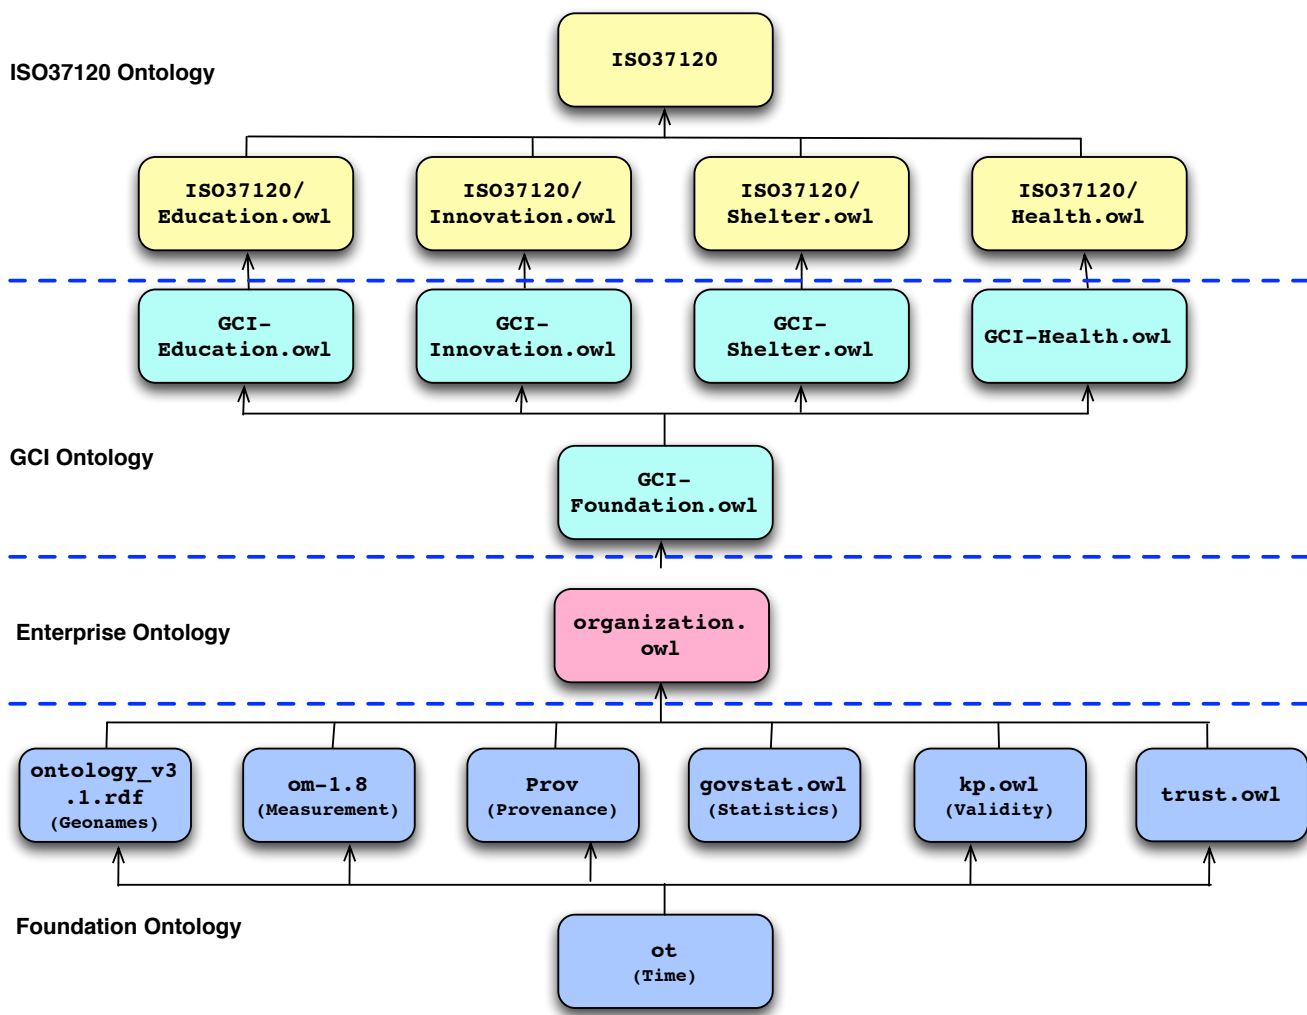 ISO37120
ISO37120 Ontology
ISO37120/
Education.owl
ISO37120/
Innovation.owl
ISO37120/
Shelter.owl
ISO37120/
Health.owl
GCI-
Education.owl
GCI-
Innovation.owl
GCI-
Shelter.owl
GCI-Health.owl
GCI Ontology
GCI-
Foundation.owl
Enterprise Ontology
organization.
owl
ontology_v3
.1.rdf
(Geonames)
om-1.8
(Measurement)
Prov
(Provenance)
govstat.owl
(Statistics)
kp.owl
(Validity)
trust.owl
Foundation Ontology
ot
(Time)